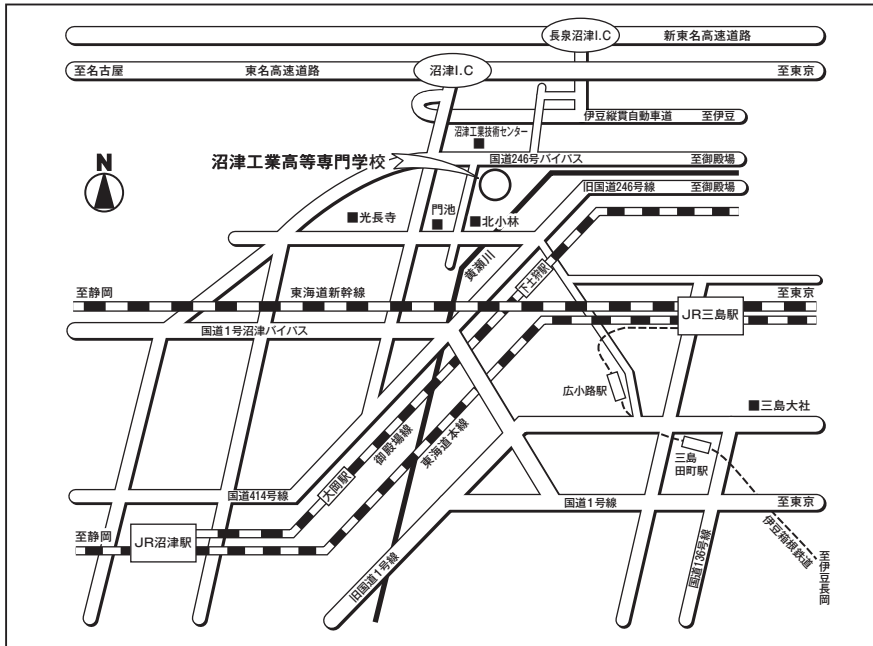 長泉沼津I.C
新東名高速道路
至名古屋
東名高速道路
沼津I.C
至東京
伊豆縦貫自動車道
至伊豆
沼津工業技術センター
沼津工業高等専門学校
国道246号バイパス
至御殿場
N
旧国道246号線
至御殿場
■光長寺
門池
■北小林
黄瀬川
下土狩駅
至静岡
東海道新幹線
至東京
JR三島駅
国道1号沼津バイパス
広小路駅
■三島大社
御殿場線
東海道本線
三島
田町駅
大岡駅
国道414号線
国道1号線
至東京
至静岡
JR沼津駅
旧国道1号線
国道136号線
伊豆箱根鉄道
至伊豆長岡